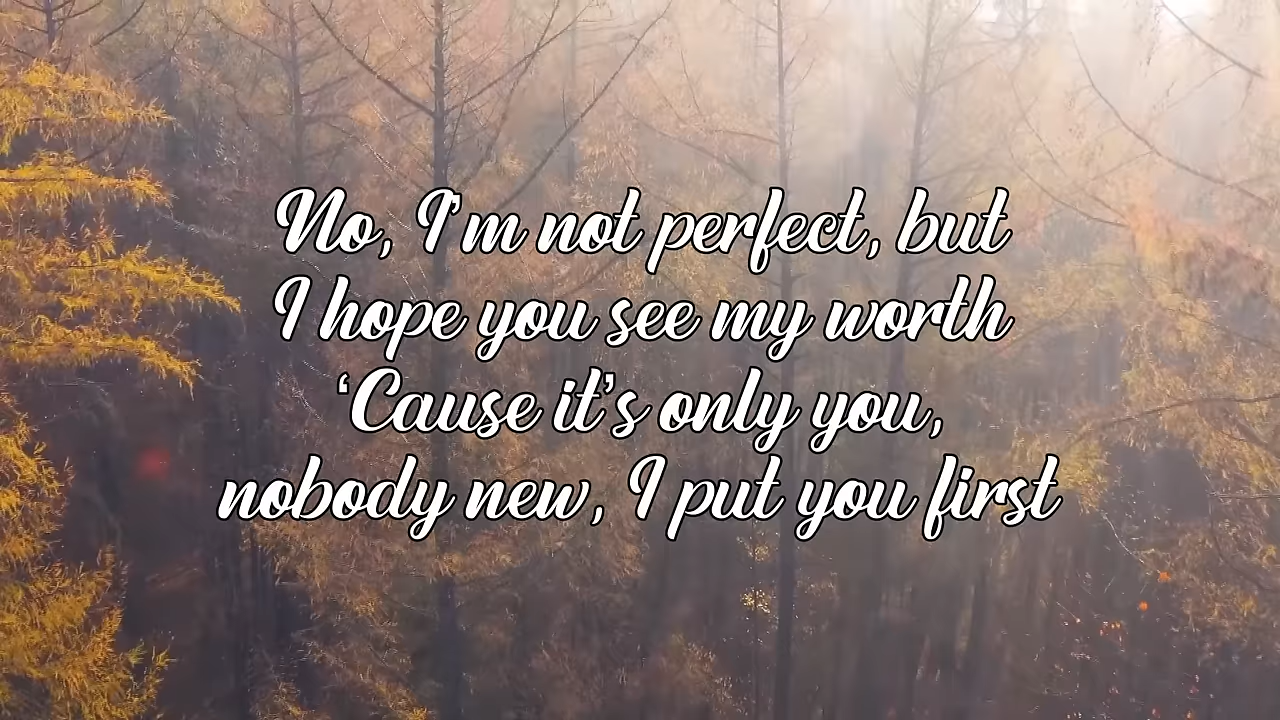 No, I'm not perfect, but
I hope you see my worth
‘Cause it’s only you,
nobody new, I put you first